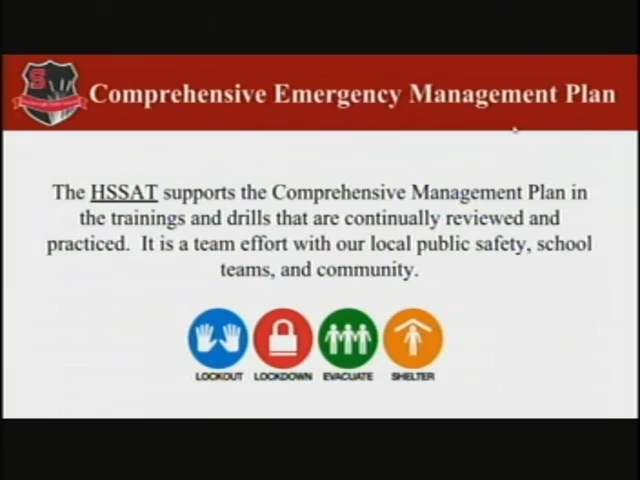 S
Comprehensive Emergency Management Plan
The HSSAT supports the Comprehensive Management Plan in
the trainings and drills that are continually reviewed and
practiced. It is a team effort with our local public safety, school
teams, and community.
LOCKOUT LOCKDOWN EVACUATE SHELTER